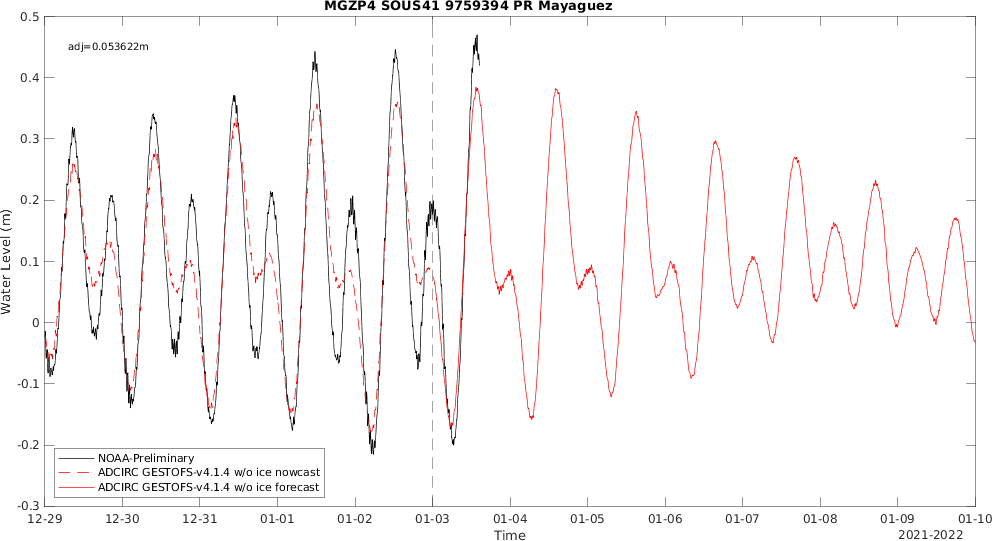 MGZP4 SOUS41 9759394 PR Mayaguez
adj=0.053622m
0.5
0.4
0.3
0.2
0.1
0
-0.1
-0.2
-0.3
Water Level (m)
NOAA-Preliminary
ADCIRC GESTOFS-v4.1.4 w/o ice nowcast
ADCIRC GESTOFS-v4.1.4 w/o ice forecast
12-29 12-30 12-31 01-01 01-02 01-03 01-04 01-05 01-06 01-07 01-08 01-09 01-10
Time
2021-2022